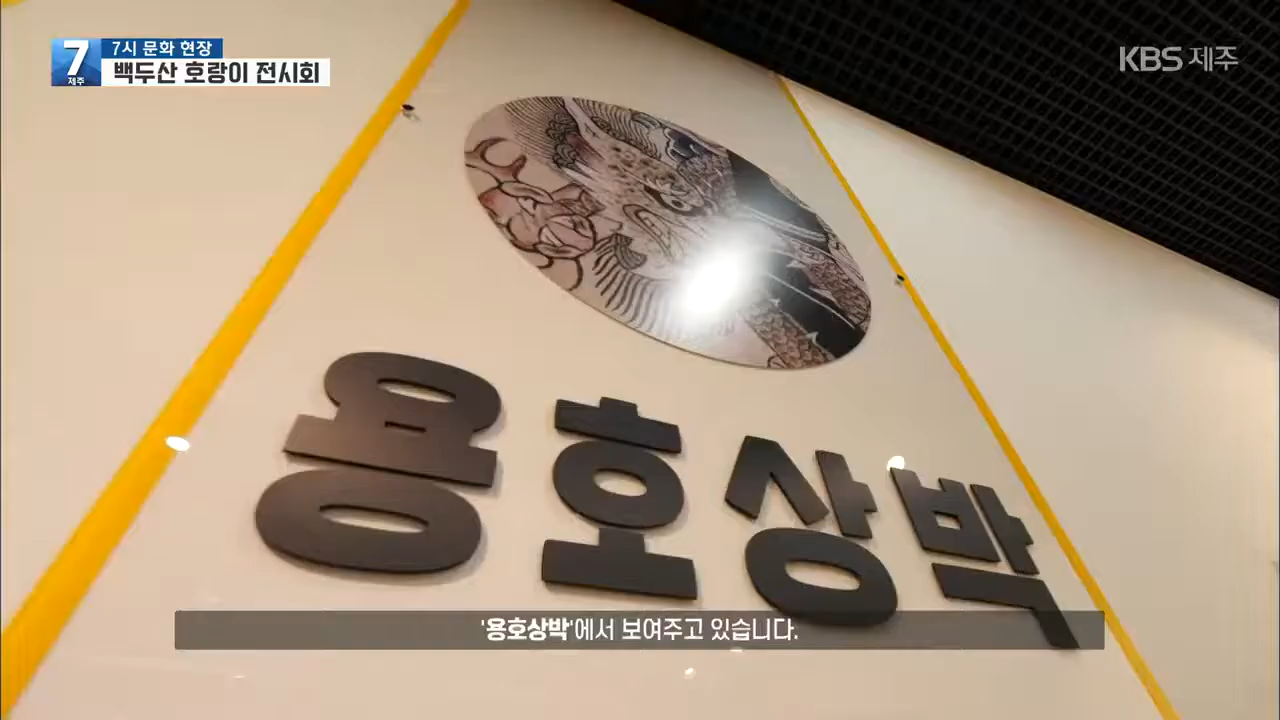 7 제주
7시 문화 현장
백두산 호랑이 전시회
KBS 제주
용호상박
'용호상박'에서 보여주고 있습니다.